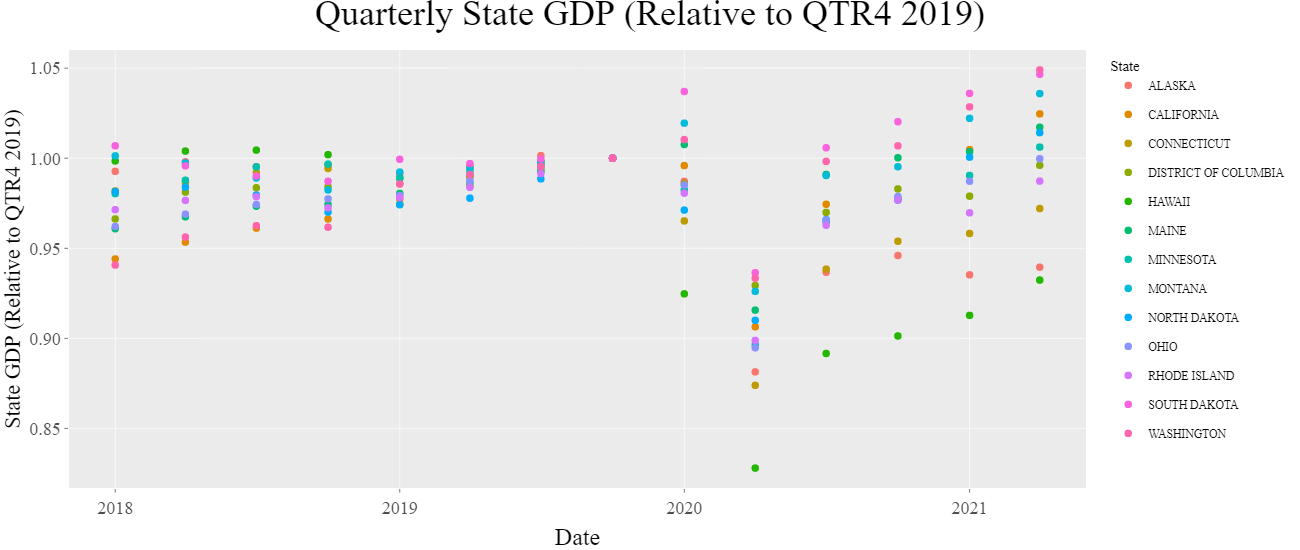 Quarterly State GDP (Relative to QTR4 2019)
State GDP (Relative to QTR4 2019)
1.05
1.00
0.95
0.90
0.85
2018
2019
2020
2021
Date
State
ALASKA
CALIFORNIA
CONNECTICUT
DISTRICT OF COLUMBIA
HAWAII
MAINE
MINNESOTA
MONTANA
NORTH DAKOTA
OHIO
RHODE ISLAND
SOUTH DAKOTA
WASHINGTON